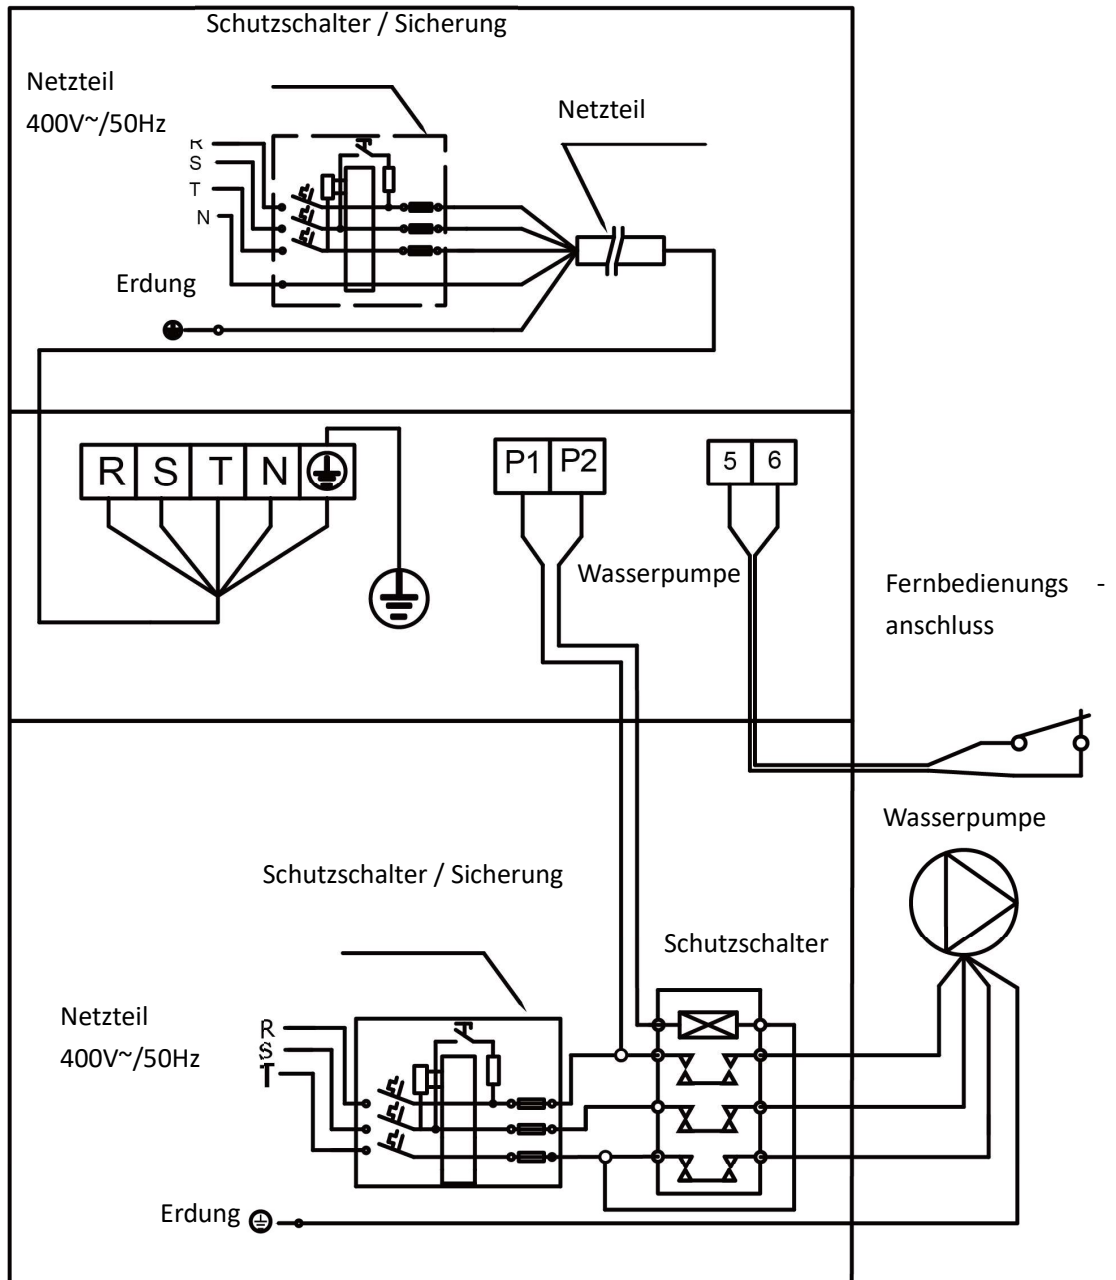 Schutzschalter / Sicherung
Netzteil
400V~/50Hz
Netzteil
R
S
T
N
Erdung
R S T N
P1 P2
5 6
Wasserpumpe
Fernbedienungs -
anschluss
Wasserpumpe
Schutzschalter / Sicherung
Schutzschalter
Netzteil
400V~/50Hz
R
S
T
Erdung